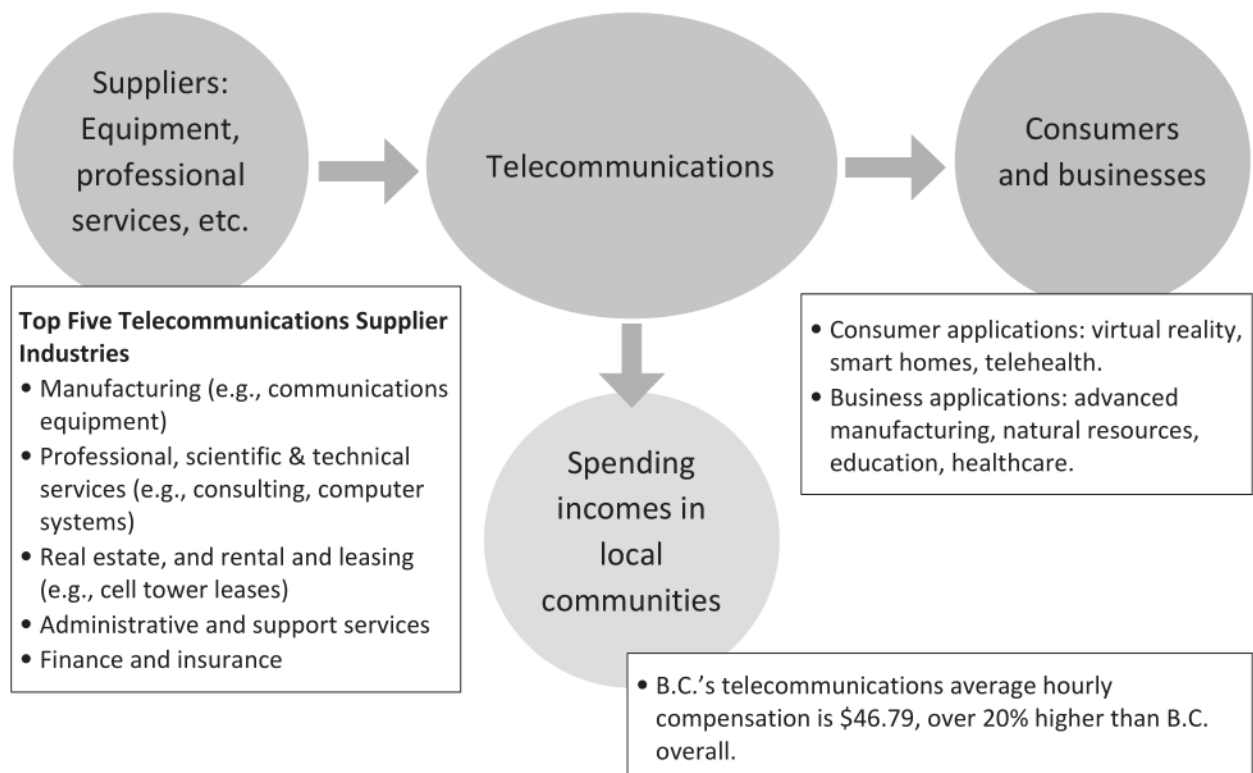 Suppliers:
Equipment,
professional
services, etc.
Telecommunications
Consumers
and businesses
Top Five Telecommunications Supplier
Industries
• Manufacturing (e.g., communications
equipment)
• Professional, scientific & technical
services (e.g., consulting, computer
systems)
• Real estate, and rental and leasing
(e.g., cell tower leases)
• Administrative and support services
• Finance and insurance
• Consumer applications: virtual reality,
smart homes, telehealth.
• Business applications: advanced
manufacturing, natural resources,
education, healthcare.
Spending
incomes in
local
communities
• B.C.’s telecommunications average hourly
compensation is $46.79, over 20% higher than B.C.
overall.